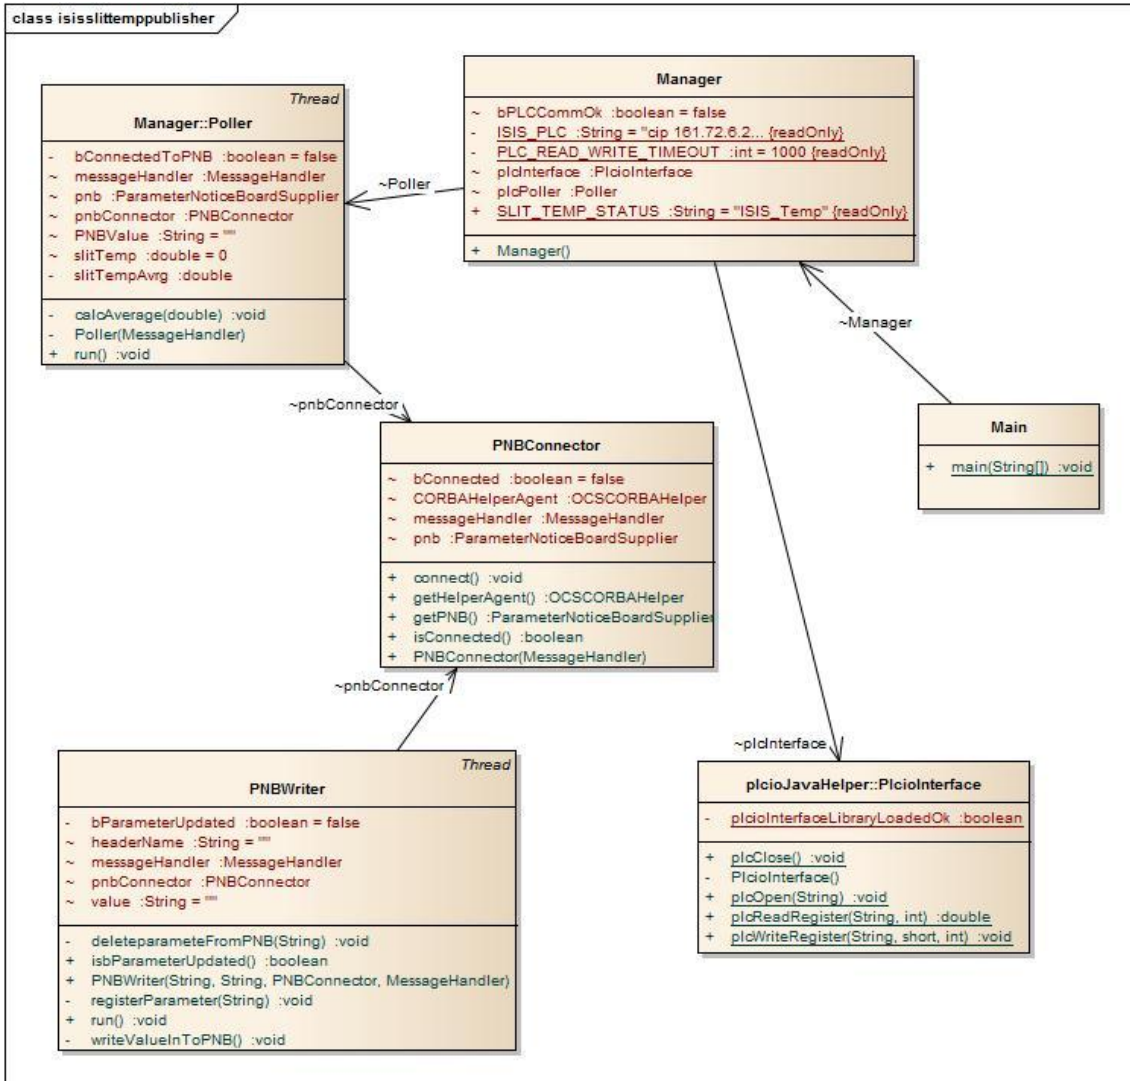 class isisslittemppublisher
Thread
Manager::Poller
- bConnectedToPNB :boolean = false
~ messageHandler :MessageHandler
~ pnb :ParameterNoticeBoardSupplier
~ pnbConnector :PNBConnector
~ PNBValue :String = ""
~ slitTemp :double = 0
- slitTempAvrg :double
- calcAverage(double) :void
- Poller(MessageHandler)
+ run() :void
~Poller
Manager
~ bPLCCommOk :boolean = false
- ISIS_PLC :String = "cip 161.72.6.2... {readOnly}
- PLC_READ_WRITE_TIMEOUT :int = 1000 {readOnly}
~ plcInterface :PlcioInterface
~ plcPoller :Poller
+ SLIT_TEMP_STATUS :String = "ISIS_Temp" {readOnly}
+ Manager()
~Manager
Main
+ main(String[]) :void
~pnbConnector
PNBConnector
~ bConnected :boolean = false
~ CORBAHelperAgent :OCSCORBAHelper
~ messageHandler :MessageHandler
~ pnb :ParameterNoticeBoardSupplier
+ connect() :void
+ getHelperAgent() :OCSCORBAHelper
+ getPNB() :ParameterNoticeBoardSupplier
+ isConnected() :boolean
+ PNBConnector(MessageHandler)
~pnbConnector
Thread
PNBWriter
- bParameterUpdated :boolean = false
~ headerName :String = ""
~ messageHandler :MessageHandler
~ pnbConnector :PNBConnector
~ value :String = ""
- deleteparameteFromPNB(String) :void
+ isbParameterUpdated() :boolean
+ PNBWriter(String, String, PNBConnector, MessageHandler)
- registerParameter(String) :void
+ run() :void
- writeValueInToPNB() :void
~plcInterface
plcioJavaHelper::PlcioInterface
- plcioInterfaceLibraryLoadedOk :boolean
+ plcClose() :void
- PlcioInterface()
+ plcOpen(String) :void
+ plcReadRegister(String, int) :double
+ plcWriteRegister(String, short, int) :void